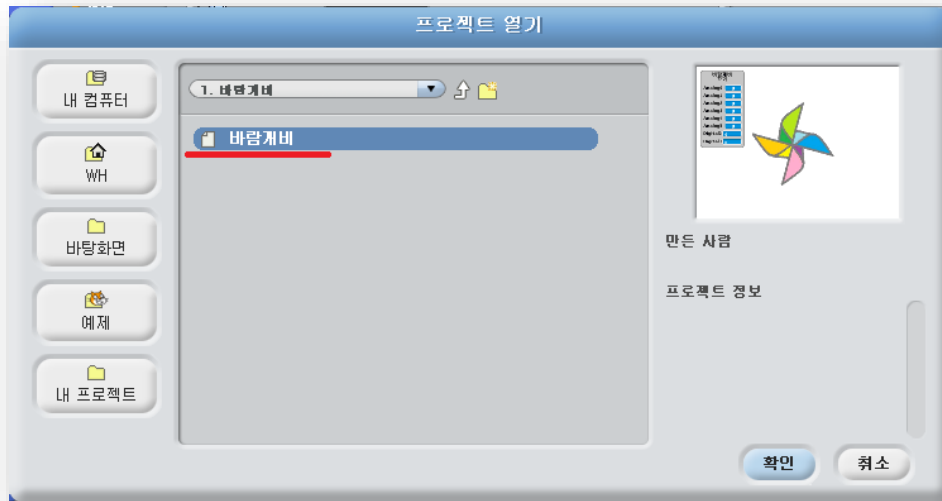 프로젝트 열기
내 컴퓨터
WH
바탕화면
예제
내 프로젝트
1. 바람개비
바람개비
만든 사람
프로젝트 정보
확인
취소